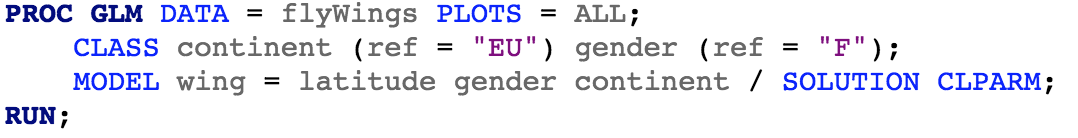 PROC GLM DATA = flyWings PLOTS = ALL;
CLASS continent (ref = "EU") gender (ref = "F");
MODEL wing = latitude gender continent / SOLUTION CLPARM;
RUN;